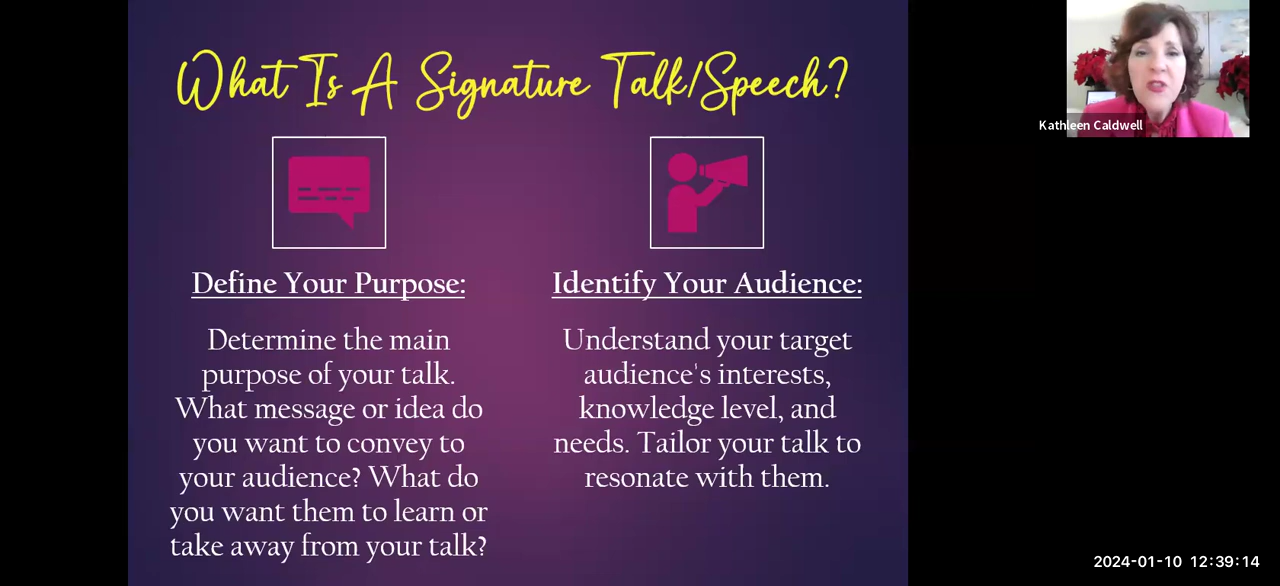 What Is A Signature Talk/Speech?
Define Your Purpose:
Determine the main
purpose of your talk.
What message or idea do
you want to convey to
your audience? What do
you want them to learn or
take away from your talk?
Identify Your Audience:
Understand your target
audience's interests,
knowledge level, and
needs. Tailor your talk to
resonate with them.
Kathleen Caldwell
2024-01-10 12:39:14